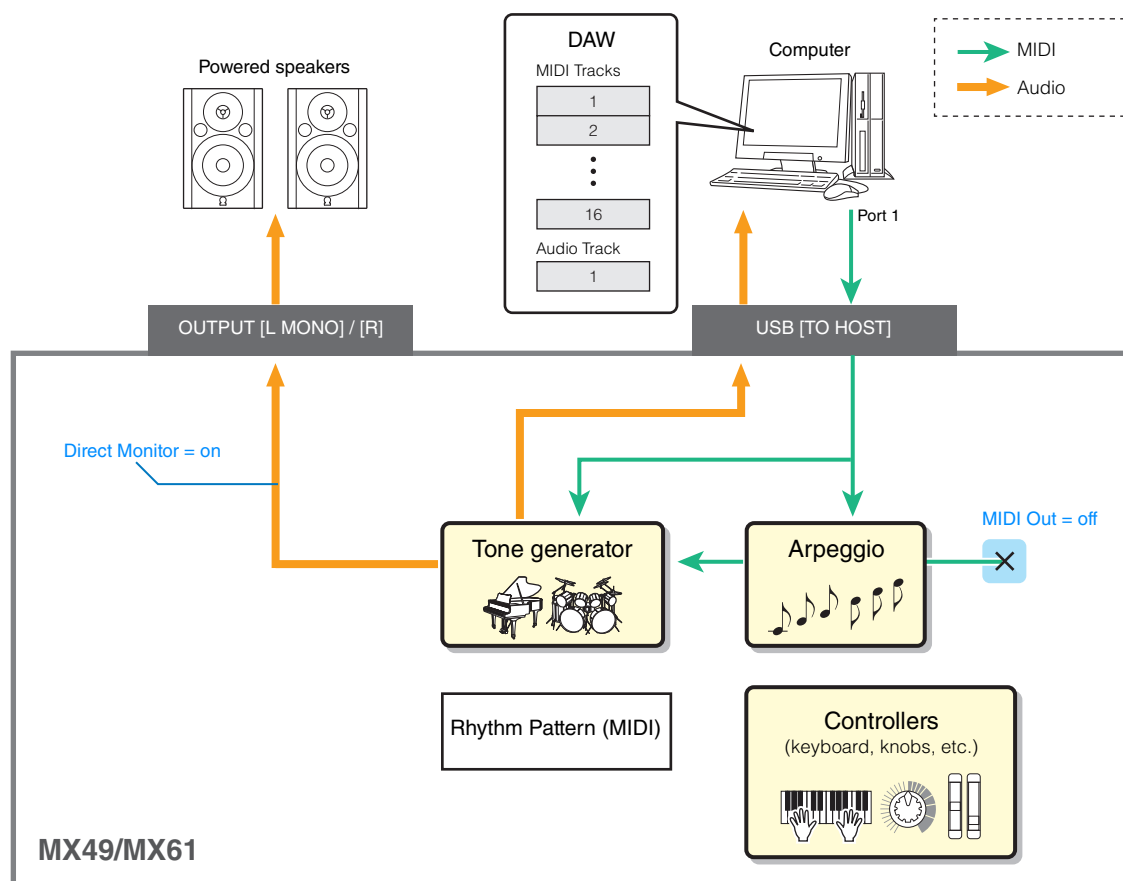 DAW
Computer
MIDI
Audio
Powered speakers
MIDI Tracks
1
2
16
Audio Track
1
Port 1
OUTPUT [L MONO] / [R]
USB [TO HOST]
Direct Monitor = on
MIDI Out = off
Tone generator
Arpeggio
Rhythm Pattern (MIDI)
Controllers
(keyboard, knobs, etc.)
MX49/MX61